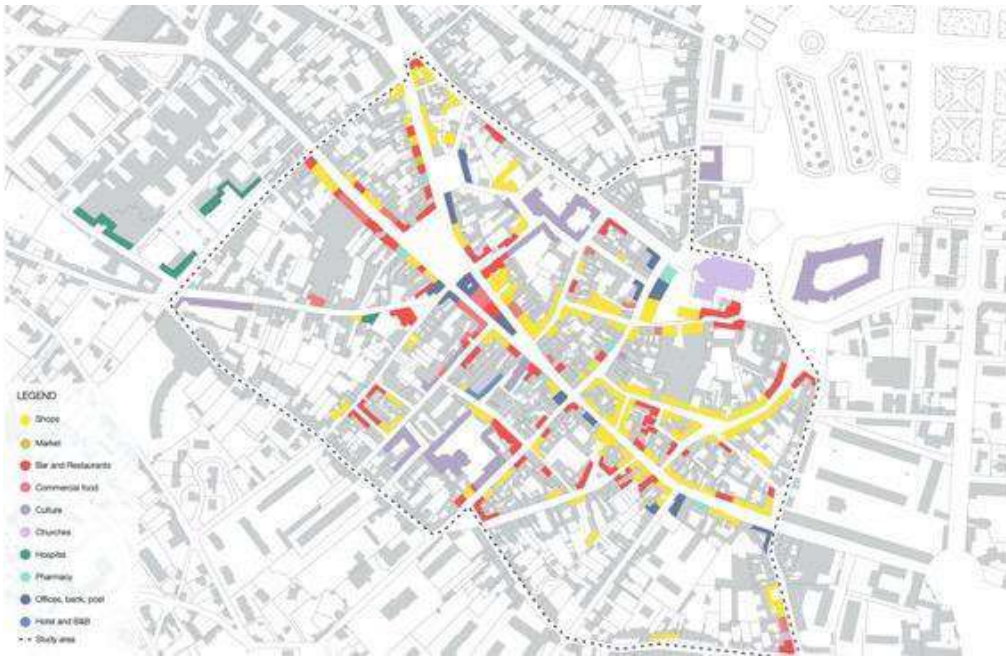 LEGEND
Shops
Market
Bar and Restaurants
Commercial food
Culture
Churches
Hospital
Pharmacy
Offices, bank, post
Hotel and B&B
Study area